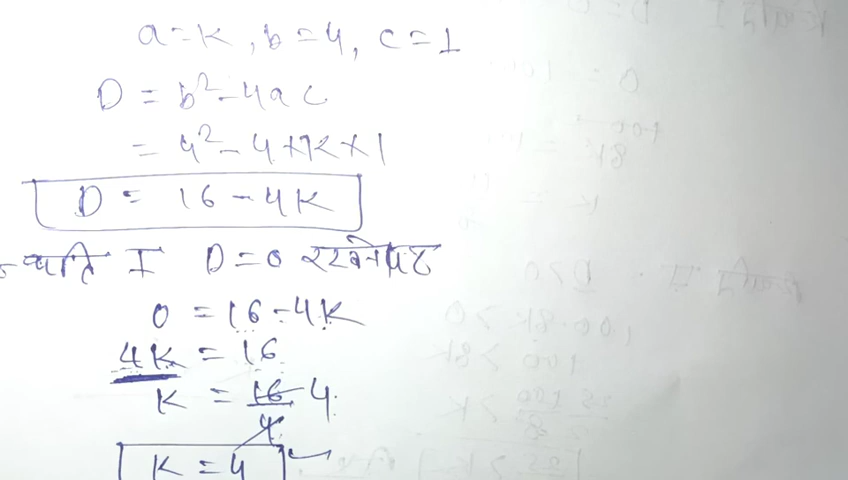 a = K, b = 4, c = 1
D = b² - 4ac
= 4² - 4 × K × 1
D = 16 - 4K
I D = 0 रखने पर
0 = 16 - 4K
4K = 16
K = 16/4 4
K = 4